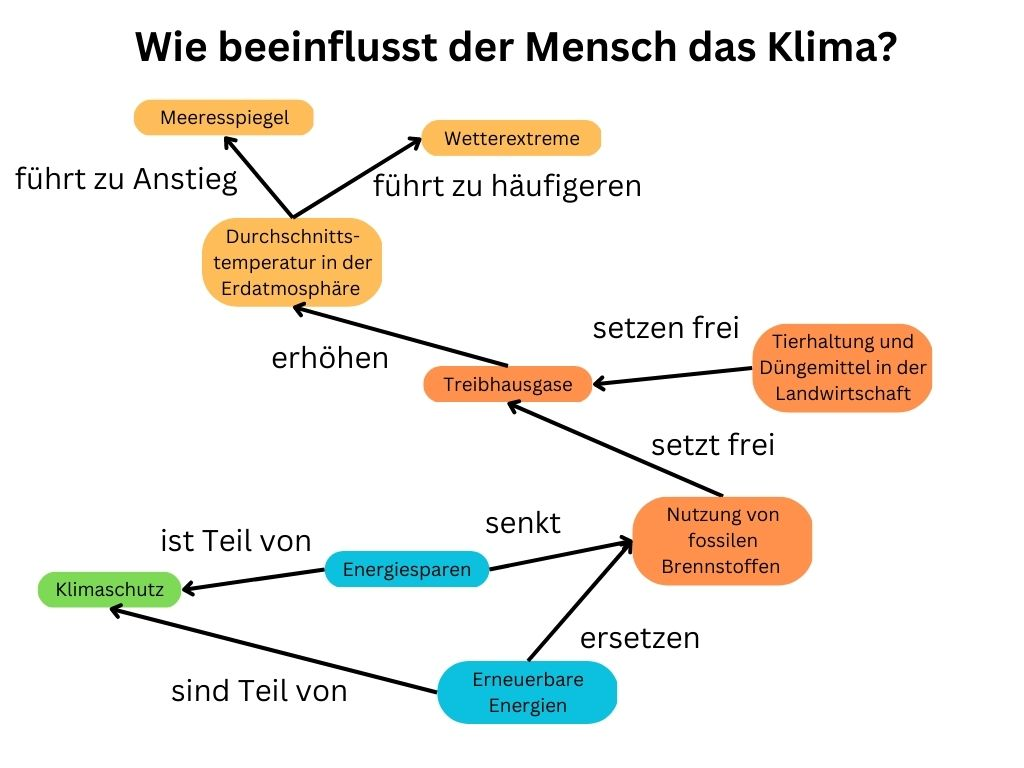 Wie beeinflusst der Mensch das Klima?
Meeresspiegel
Wetterextreme
führt zu Anstieg
führt zu häufigeren
Durchschnitts-
temperatur in der
Erdatmosphäre
erhöhen
setzen frei
Tierhaltung und
Düngemittel in der
Landwirtschaft
Treibhausgase
setzt frei
Nutzung von
fossilen
Brennstoffen
senkt
ist Teil von
Energiesparen
Klimaschutz
ersetzen
sind Teil von
Erneuerbare
Energien